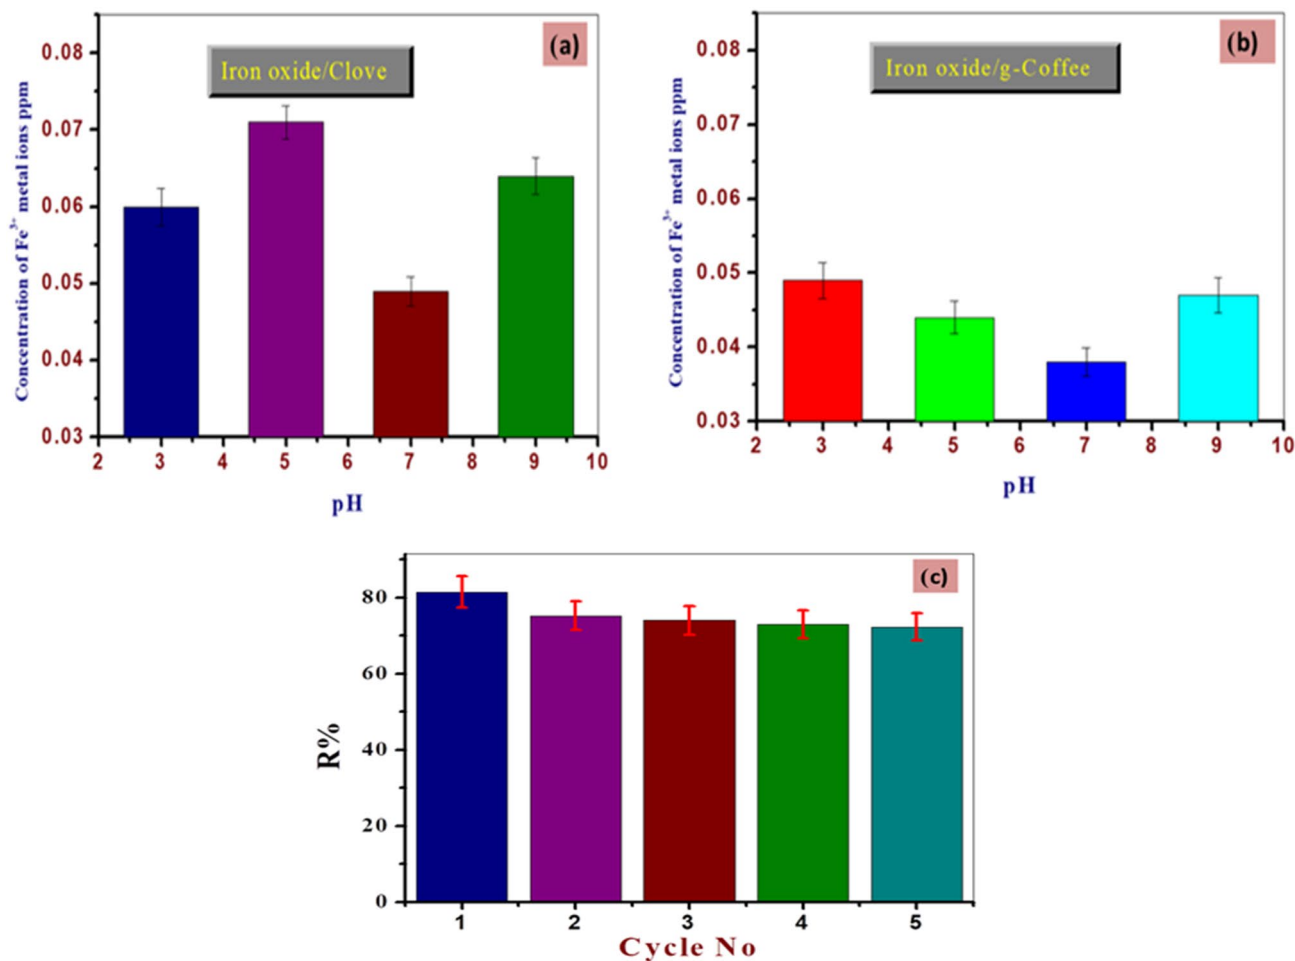 (a)
Iron oxide/Clove
Concentration of Fe³⁺ metal ions ppm
0.08
0.07
0.06
0.05
0.04
0.03
2 3 4 5 6 7 8 9 10
pH
(b)
Iron oxide/g-Coffee
Concentration of Fe³⁺ metal ions ppm
0.08
0.07
0.06
0.05
0.04
0.03
2 3 4 5 6 7 8 9 10
pH
(c)
R%
80
60
40
20
0
1 2 3 4 5
Cycle No